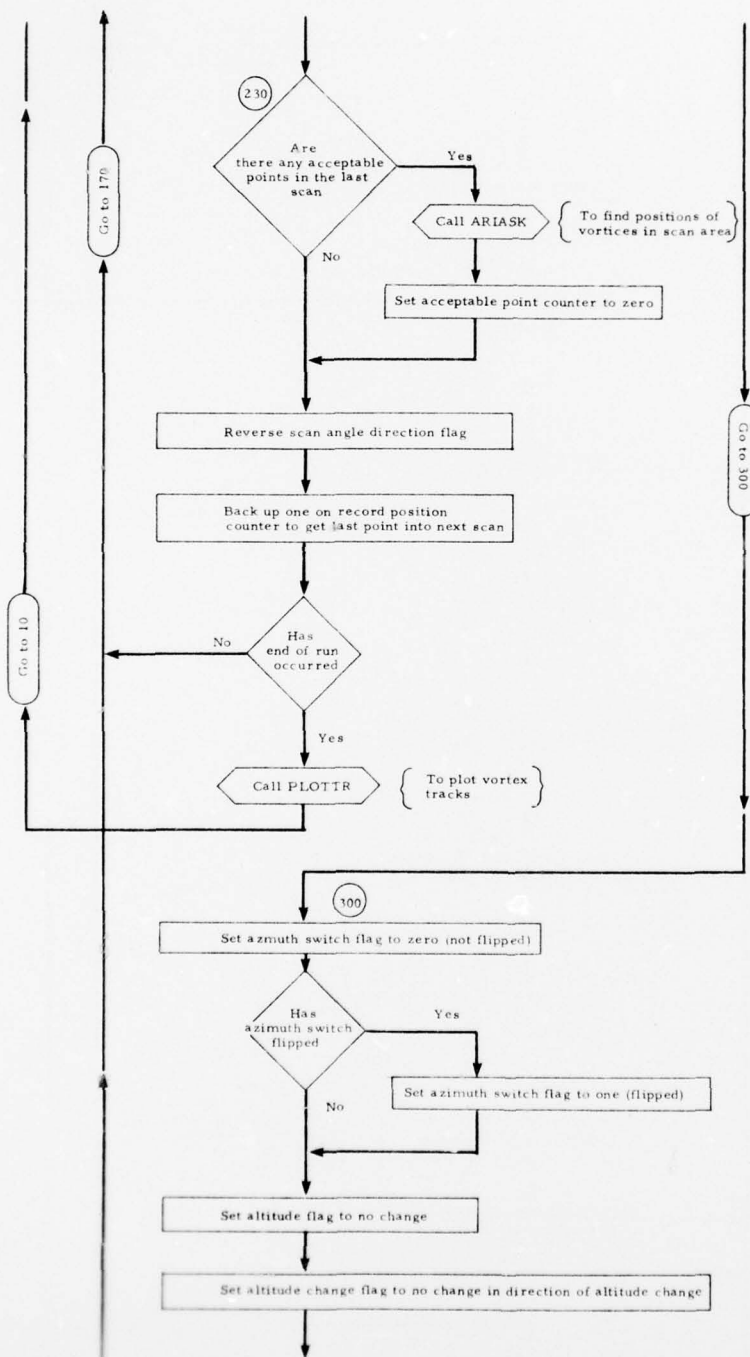 230
Are
there any acceptable
points in the last
scan
Yes
Go to 170
Call ARIASK
To find positions of
vortices in scan area
No
Set acceptable point counter to zero
Reverse scan angle direction flag
Go to 300
Back up one on record position
counter to get last point into next scan
Go to 10
No
Has
end of run
occurred
Yes
Call PLOTTR
To plot vortex
tracks
300
Set azmuth switch flag to zero (not flipped)
Has
azimuth switch
flipped
Yes
Set azimuth switch flag to one (flipped)
No
Set altitude flag to no change
Set altitude change flag to no change in direction of altitude change